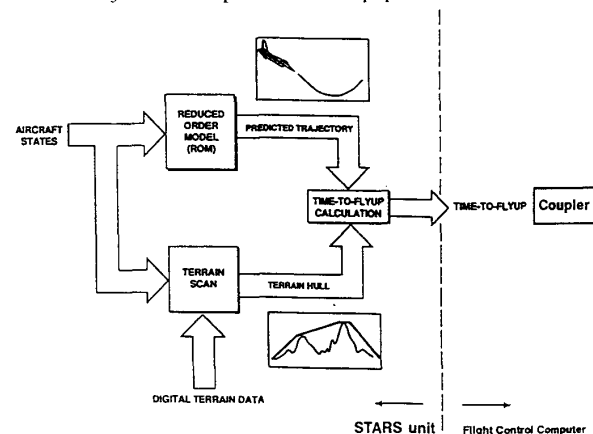 REDUCED
ORDER
MODEL
(ROM)
AIRCRAFT
STATES
PREDICTED TRAJECTORY
TIME-TO-FLYUP
CALCULATION
TIME-TO-FLYUP
Coupler
TERRAIN
SCAN
TERRAIN HULL
DIGITAL TERRAIN DATA
STARS unit
Flight Control Computer